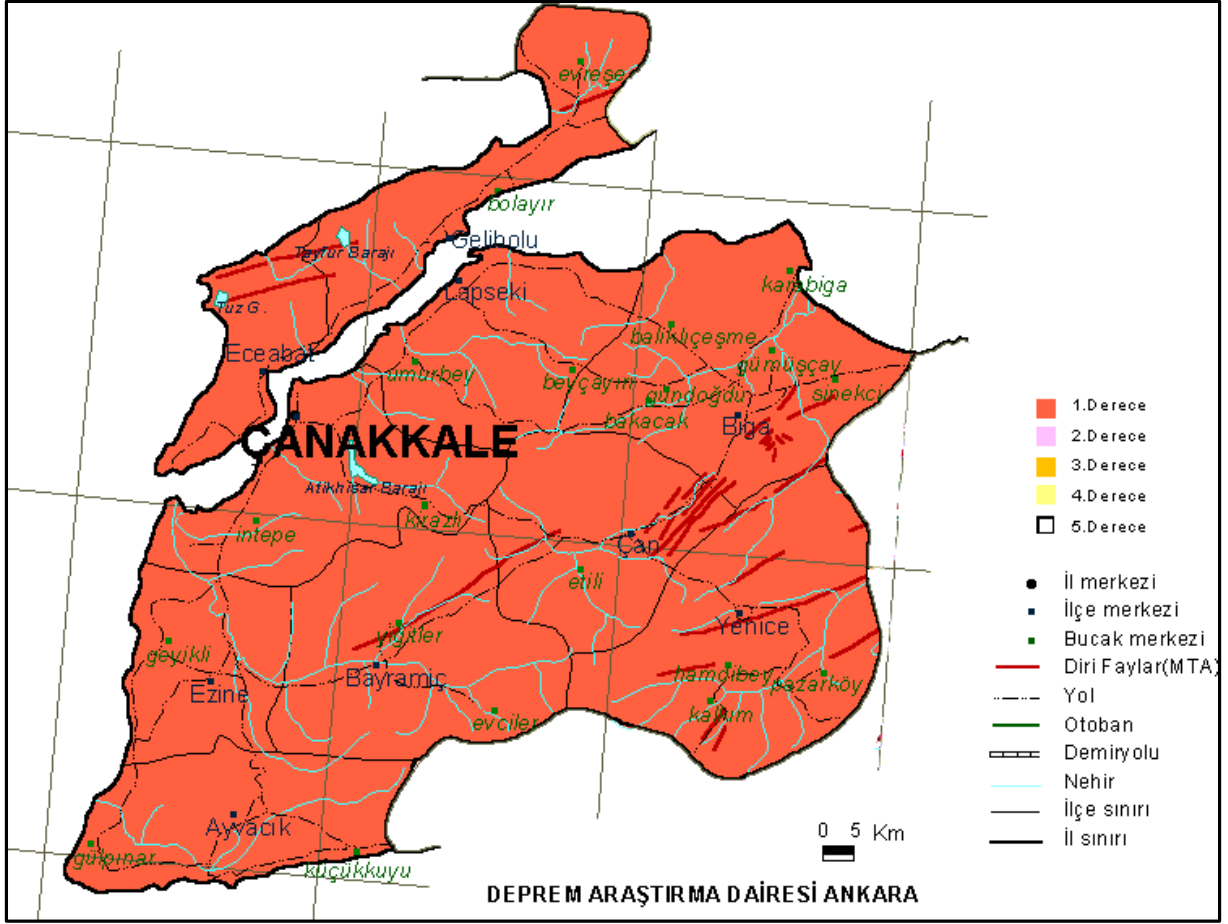 evreşe
bolayır
Gelibolu
Tayfur Barajı
Lapseki
karabiga
Tuz G.
balıklıçeşme
Eceabat
umurbey
beyçayırı
gümüşçay
gündoğdu
sinekci
bakacak
Biga
ÇANAKKALE
Atikhisar Barajı
kirazlı
intepe
Çan
etili
yiğitler
Yenice
geyikli
Bayramiç
hamdibey
pazarköy
Ezine
evciler
kalkım
Ayvacık
gülpınar
küçükkuyu
1.Derece
2.Derece
3.Derece
4.Derece
5.Derece
İl merkezi
İlçe merkezi
Bucak merkezi
Diri Faylar(MTA)
Yol
Otoban
Demiryolu
Nehir
İlçe sınırı
İl sınırı
0 5 Km
DEPREM ARAŞTIRMA DAİRESİ ANKARA